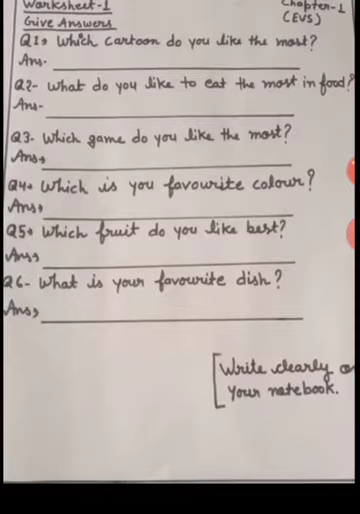 Worksheet-1
Chapter-1
Give Answers
(EVS)
Q1→ Which cartoon do you like the most?
Ans-
Q2- What do you like to eat the most in food?
Ans-
Q3- Which game do you like the most?
Ans→
Q4→ Which is you favourite colour?
Ans→
Q5→ Which fruit do you like best?
Ans→
Q6- What is your favourite dish?
Ans→
Write clearly
Your notebook.